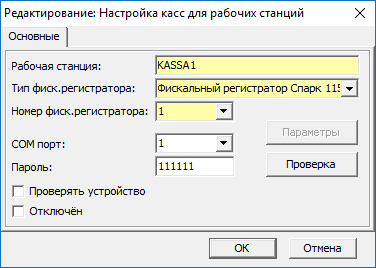 Редактирование: Настройка касс для рабочих станций
Основные
Рабочая станция: KASSA1
Тип фиск.регистратора: Фискальный регистратор Спарк 115
Номер фиск.регистратора: 1
Параметры
COM порт: 1
Пароль: 111111
Проверка
Проверять устройство
Отключён
OK Отмена